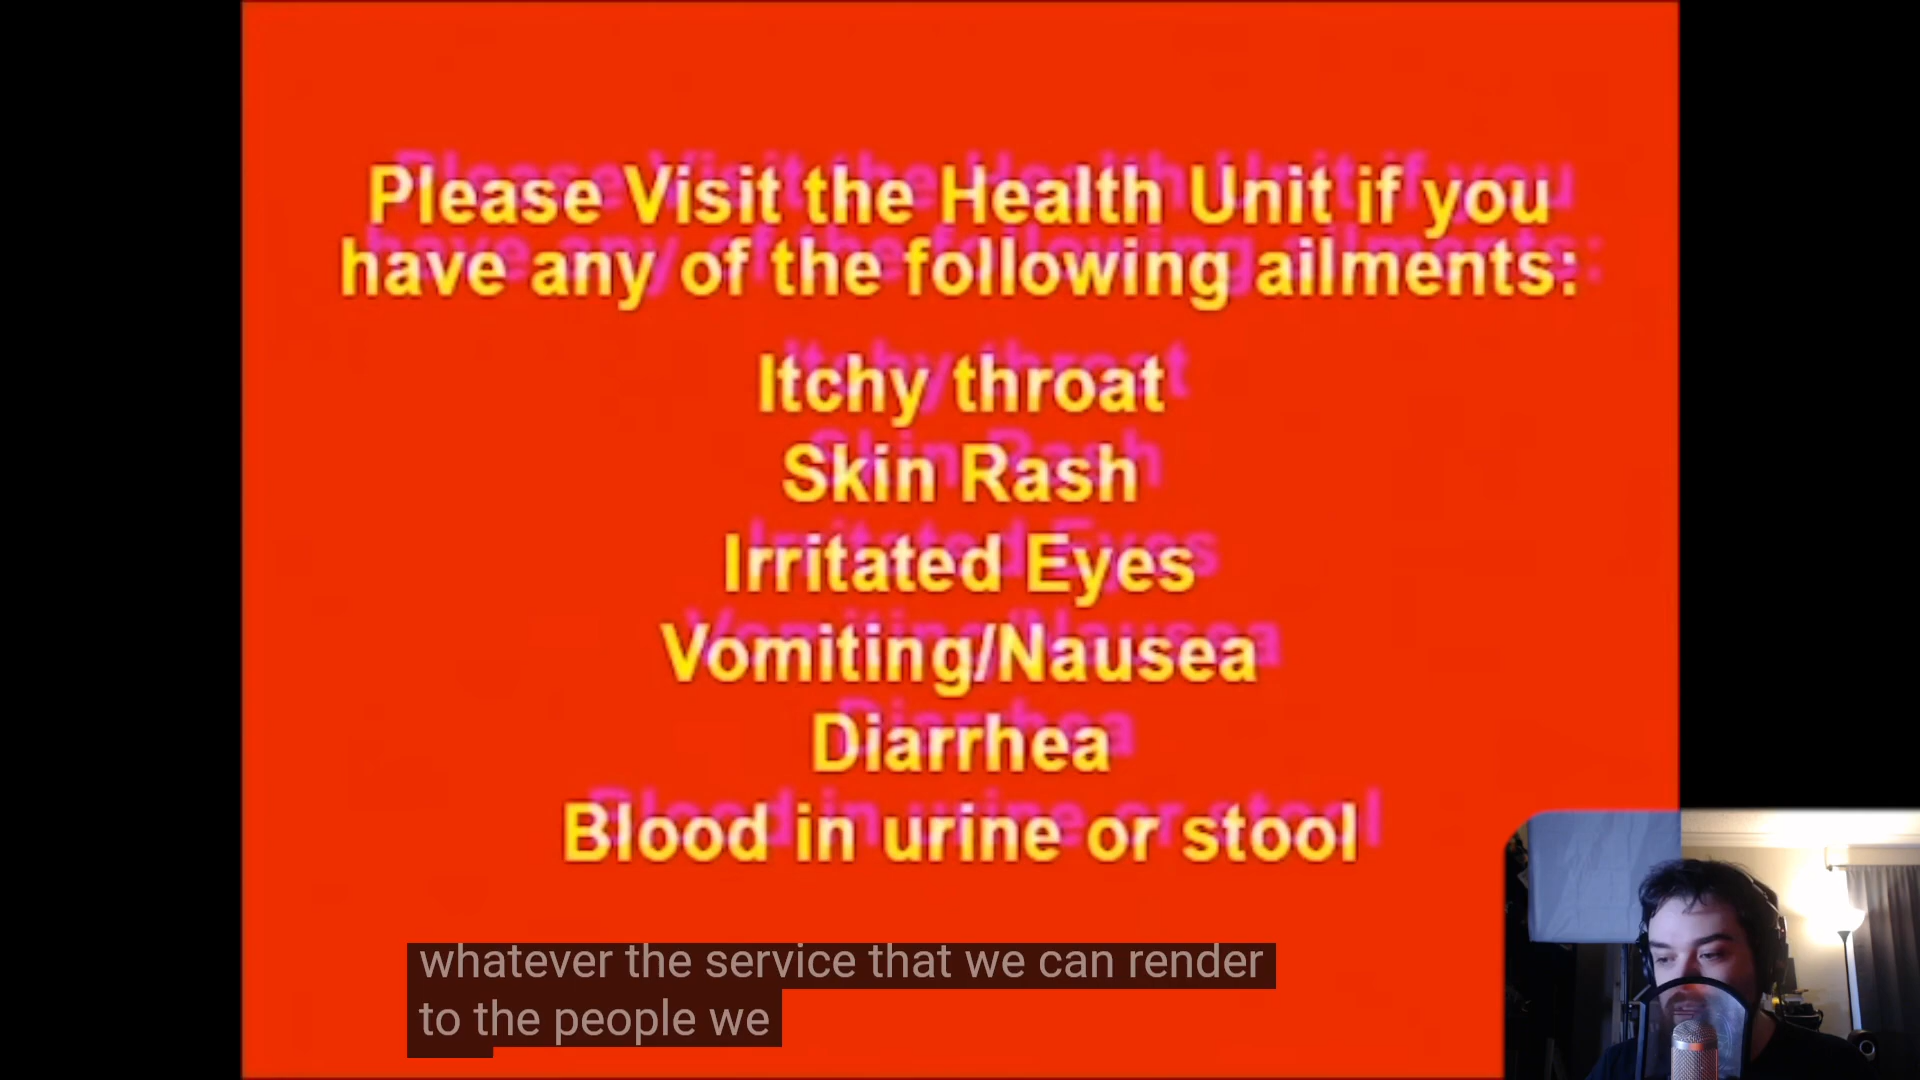 Please Visit the Health Unit if you
have any of the following ailments:
Itchy throat
Skin Rash
Irritated Eyes
Vomiting/Nausea
Diarrhea
Blood in urine or stool
whatever the service that we can render
to the people we